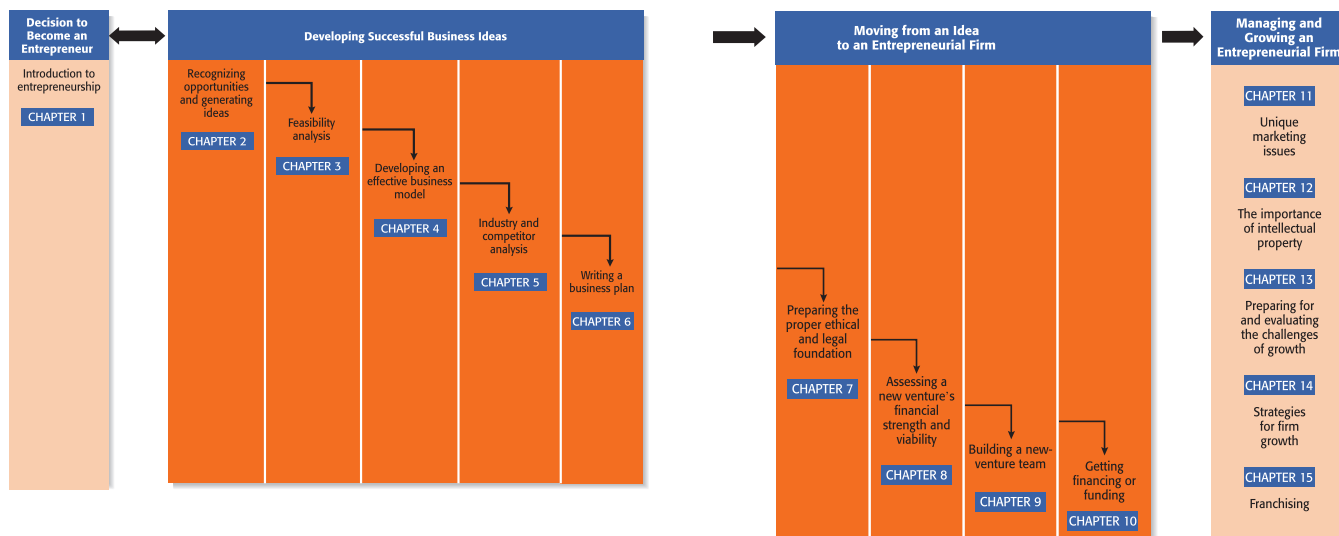 Decision to
Become an
Entrepreneur
Introduction to
entrepreneurship
CHAPTER 1
Developing Successful Business Ideas
Recognizing
opportunities
and generating
ideas
CHAPTER 2
Feasibility
analysis
CHAPTER 3
Developing an
effective business
model
CHAPTER 4
Industry and
competitor
analysis
CHAPTER 5
Writing a
business plan
CHAPTER 6
Moving from an Idea
to an Entrepreneurial Firm
Preparing the
proper ethical
and legal
foundation
CHAPTER 7
Assessing a
new venture's
financial
strength and
viability
CHAPTER 8
Building a new-
venture team
CHAPTER 9
Getting
financing or
funding
CHAPTER 10
Managing and
Growing an
Entrepreneurial Firm
CHAPTER 11
Unique
marketing
issues
CHAPTER 12
The importance
of intellectual
property
CHAPTER 13
Preparing for
and evaluating
the challenges
of growth
CHAPTER 14
Strategies
for firm
growth
CHAPTER 15
Franchising